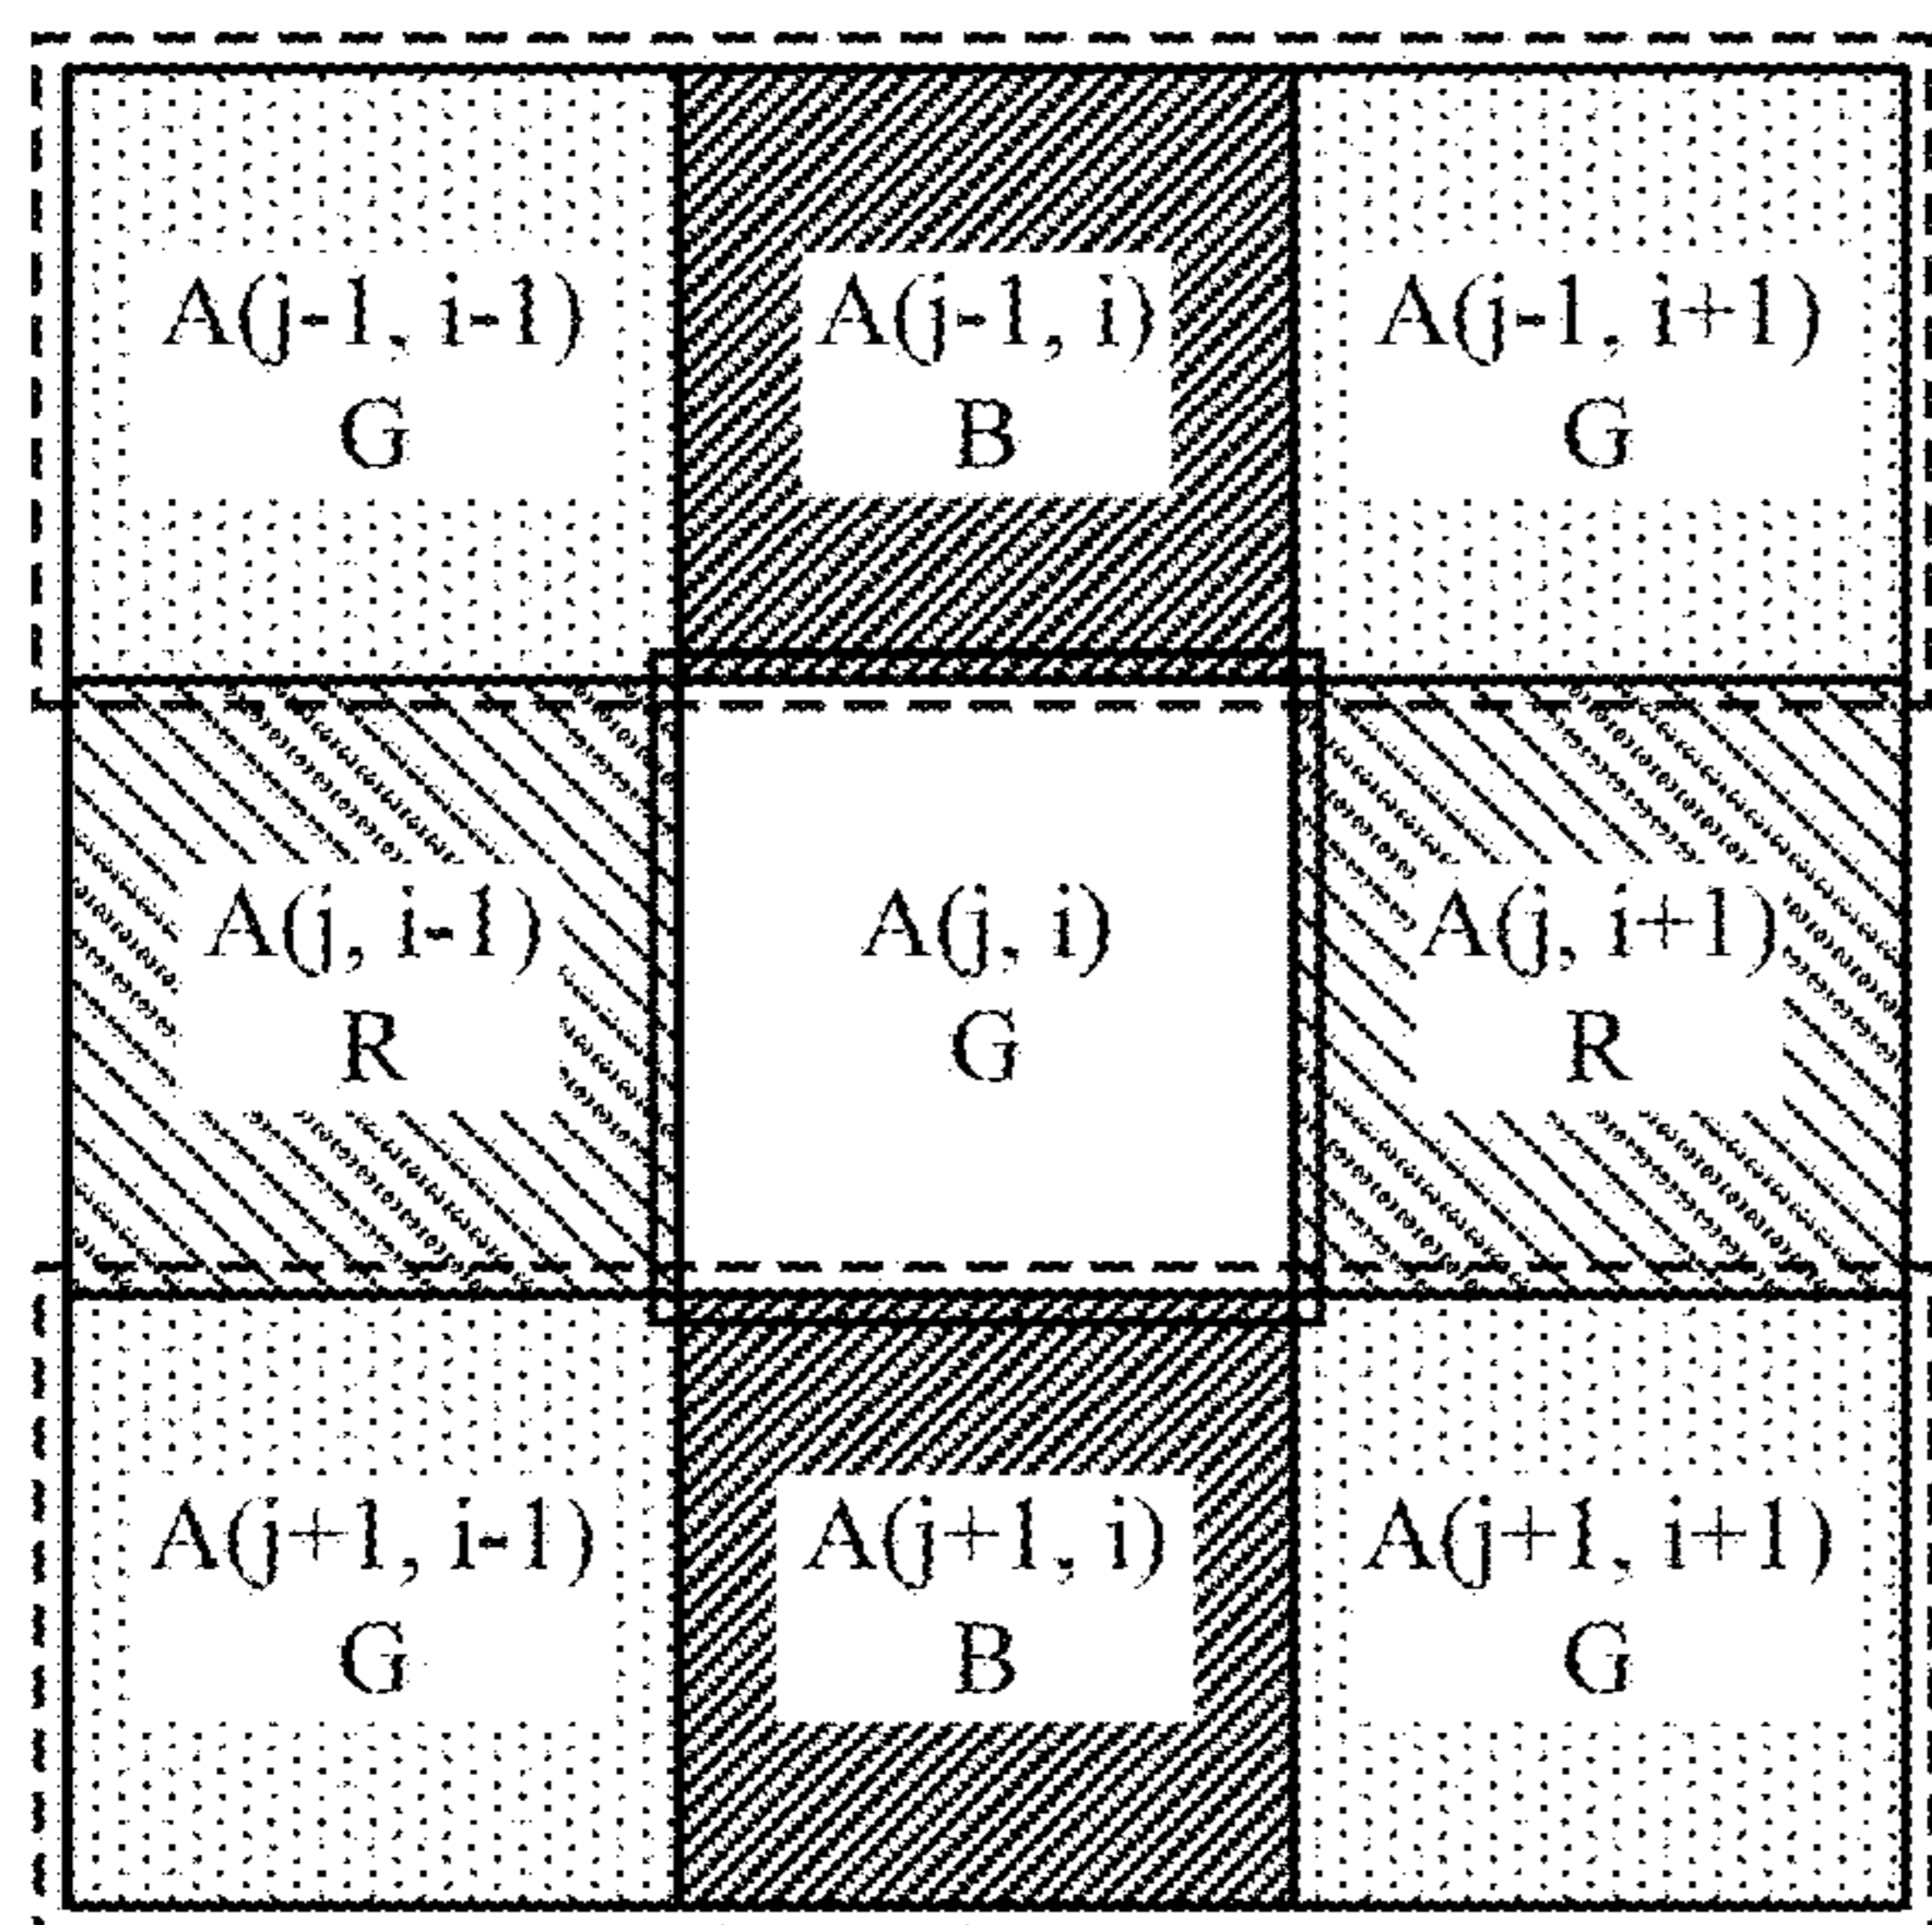 A(j-1, i-1)
G
A(j-1, i)
B
A(j-1, i+1)
G
A(j, i-1)
R
A(j, i)
G
A(j, i+1)
R
A(j+1, i-1)
G
A(j+1, i)
B
A(j+1, i+1)
G